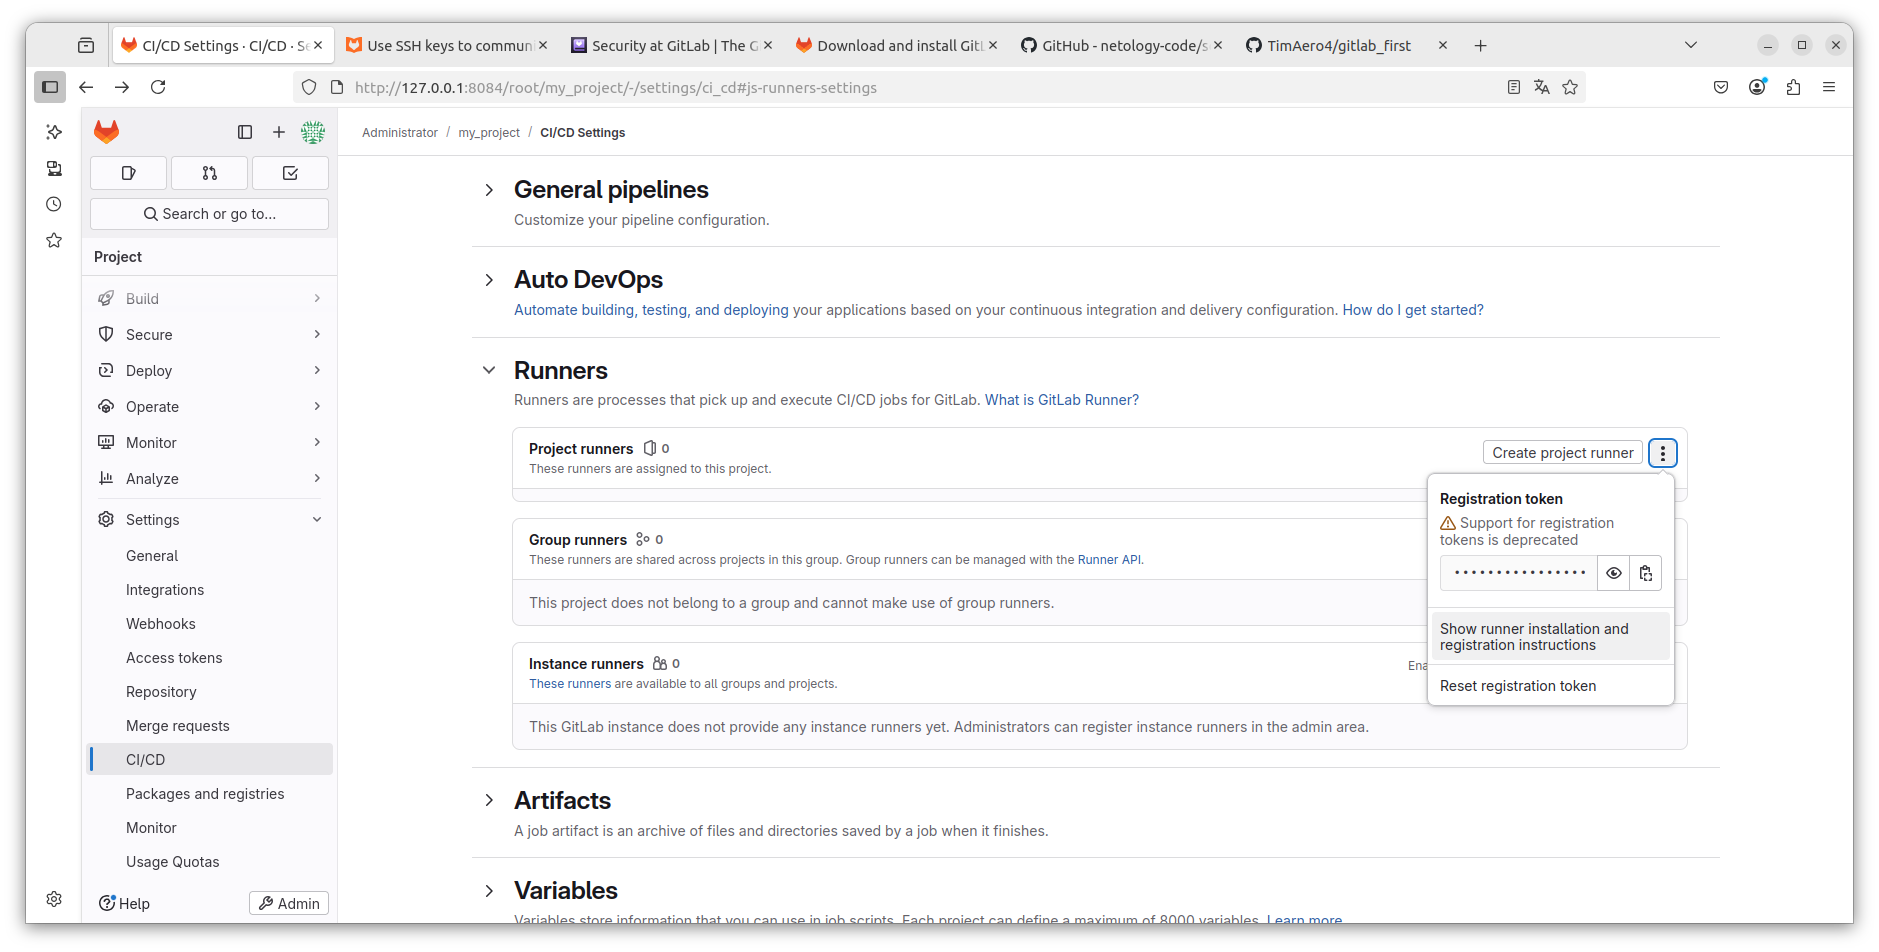 CI/CD Settings · CI/CD · Se
Use SSH keys to commun
Security at GitLab | The G
Download and install GitL
GitHub - netology-code/s
TimAero4/gitlab_first
http://127.0.0.1:8084/root/my_project/-/settings/ci_cd#js-runners-settings
Administrator / my_project / CI/CD Settings
Search or go to...
Project
Build
Secure
Deploy
Operate
Monitor
Analyze
Settings
General
Integrations
Webhooks
Access tokens
Repository
Merge requests
CI/CD
Packages and registries
Monitor
Usage Quotas
Help
Admin
General pipelines
Customize your pipeline configuration.
Auto DevOps
Automate building, testing, and deploying your applications based on your continuous integration and delivery configuration. How do I get started?
Runners
Runners are processes that pick up and execute CI/CD jobs for GitLab. What is GitLab Runner?
Project runners 0
These runners are assigned to this project.
Create project runner
Registration token
Support for registration
tokens is deprecated
••••••••••••••••
Show runner installation and
registration instructions
Reset registration token
Group runners 0
These runners are shared across projects in this group. Group runners can be managed with the Runner API.
This project does not belong to a group and cannot make use of group runners.
Instance runners 0
These runners are available to all groups and projects.
Ena
This GitLab instance does not provide any instance runners yet. Administrators can register instance runners in the admin area.
Artifacts
A job artifact is an archive of files and directories saved by a job when it finishes.
Variables
Variables store information that you can use in job scripts. Each project can define a maximum of 8000 variables. Learn more.